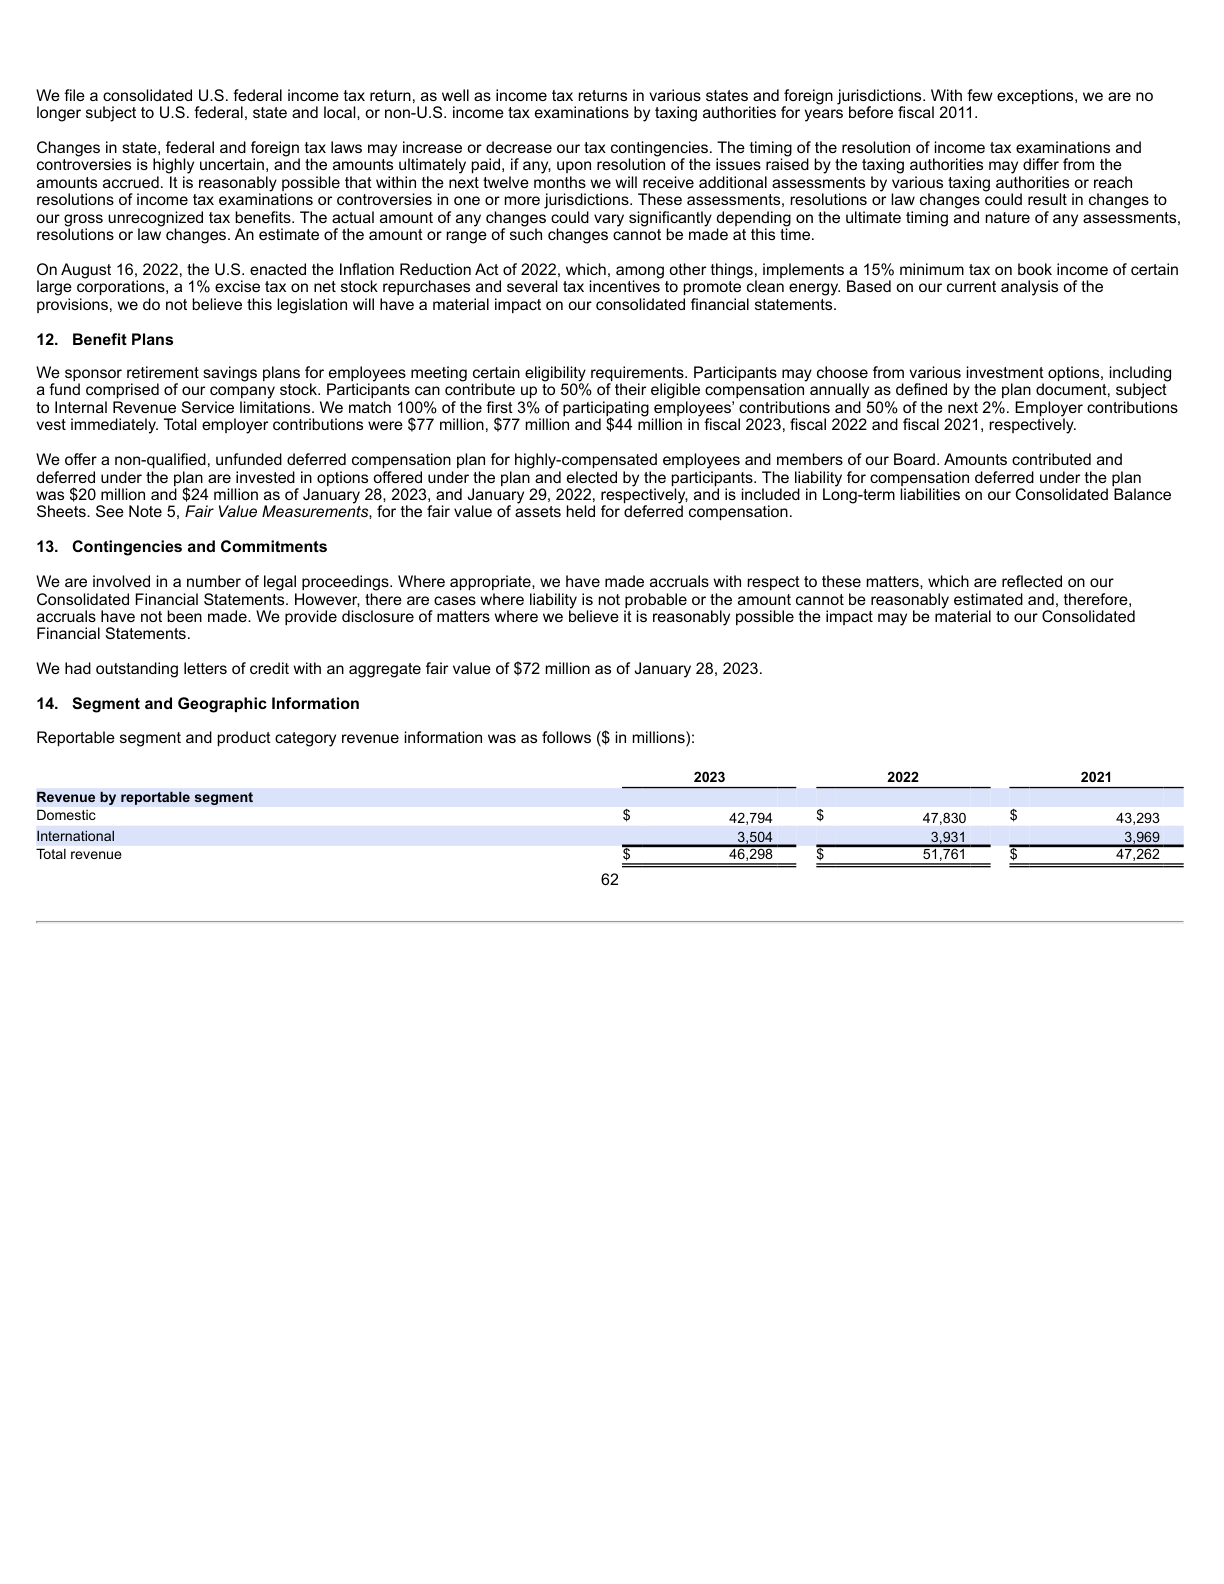 We file a consolidated U.S. federal income tax return, as well as income tax returns in various states and foreign jurisdictions. With few exceptions, we are no
longer subject to U.S. federal, state and local, or non-U.S. income tax examinations by taxing authorities for years before fiscal 2011.
Changes in state, federal and foreign tax laws may increase or decrease our tax contingencies. The timing of the resolution of income tax examinations and
controversies is highly uncertain, and the amounts ultimately paid, if any, upon resolution of the issues raised by the taxing authorities may differ from the
amounts accrued. It is reasonably possible that within the next twelve months we will receive additional assessments by various taxing authorities or reach
resolutions of income tax examinations or controversies in one or more jurisdictions. These assessments, resolutions or law changes could result in changes to
our gross unrecognized tax benefits. The actual amount of any changes could vary significantly depending on the ultimate timing and nature of any assessments,
resolutions or law changes. An estimate of the amount or range of such changes cannot be made at this time.
On August 16, 2022, the U.S. enacted the Inflation Reduction Act of 2022, which, among other things, implements a 15% minimum tax on book income of certain
large corporations, a 1% excise tax on net stock repurchases and several tax incentives to promote clean energy. Based on our current analysis of the
provisions, we do not believe this legislation will have a material impact on our consolidated financial statements.
12. Benefit Plans
We sponsor retirement savings plans for employees meeting certain eligibility requirements. Participants may choose from various investment options, including
a fund comprised of our company stock. Participants can contribute up to 50% of their eligible compensation annually as defined by the plan document, subject
to Internal Revenue Service limitations. We match 100% of the first 3% of participating employees’ contributions and 50% of the next 2%. Employer contributions
vest immediately. Total employer contributions were $77 million, $77 million and $44 million in fiscal 2023, fiscal 2022 and fiscal 2021, respectively.
We offer a non-qualified, unfunded deferred compensation plan for highly-compensated employees and members of our Board. Amounts contributed and
deferred under the plan are invested in options offered under the plan and elected by the participants. The liability for compensation deferred under the plan
was $20 million and $24 million as of January 28, 2023, and January 29, 2022, respectively, and is included in Long-term liabilities on our Consolidated Balance
Sheets. See Note 5, Fair Value Measurements, for the fair value of assets held for deferred compensation.
13. Contingencies and Commitments
We are involved in a number of legal proceedings. Where appropriate, we have made accruals with respect to these matters, which are reflected on our
Consolidated Financial Statements. However, there are cases where liability is not probable or the amount cannot be reasonably estimated and, therefore,
accruals have not been made. We provide disclosure of matters where we believe it is reasonably possible the impact may be material to our Consolidated
Financial Statements.
We had outstanding letters of credit with an aggregate fair value of $72 million as of January 28, 2023.
14. Segment and Geographic Information
Reportable segment and product category revenue information was as follows ($ in millions):
2023 2022 2021
Revenue by reportable segment
Domestic $ 42,794 $ 47,830 $ 43,293
International 3,504 3,931 3,969
Total revenue $ 46,298 $ 51,761 $ 47,262
62